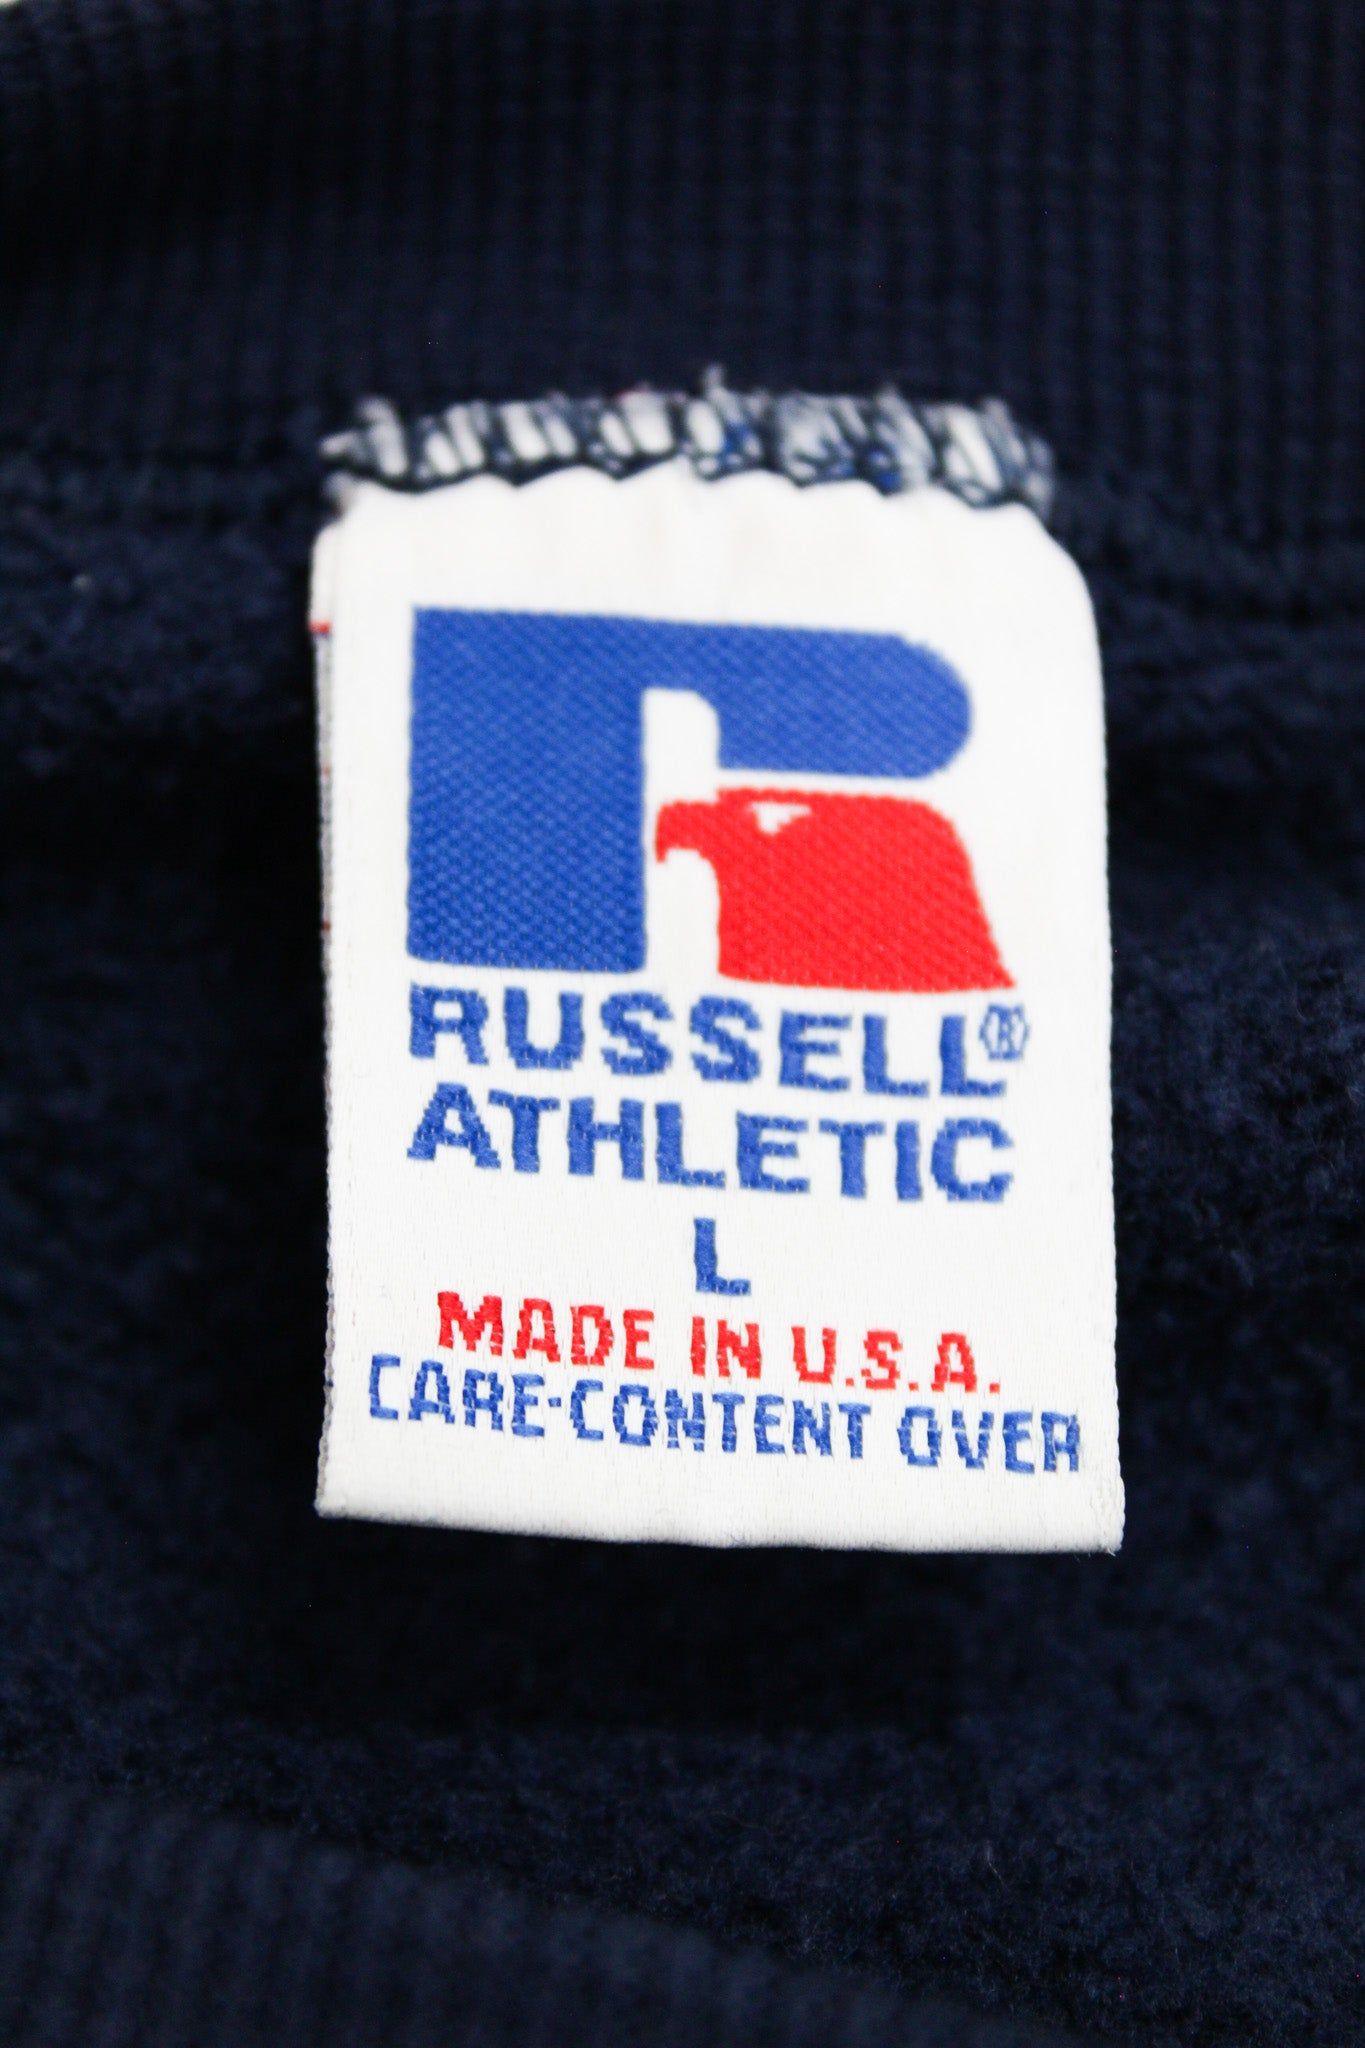 RUSSELL®
ATHLETIC
L
MADE IN U.S.A.
CARE-CONTENT OVER